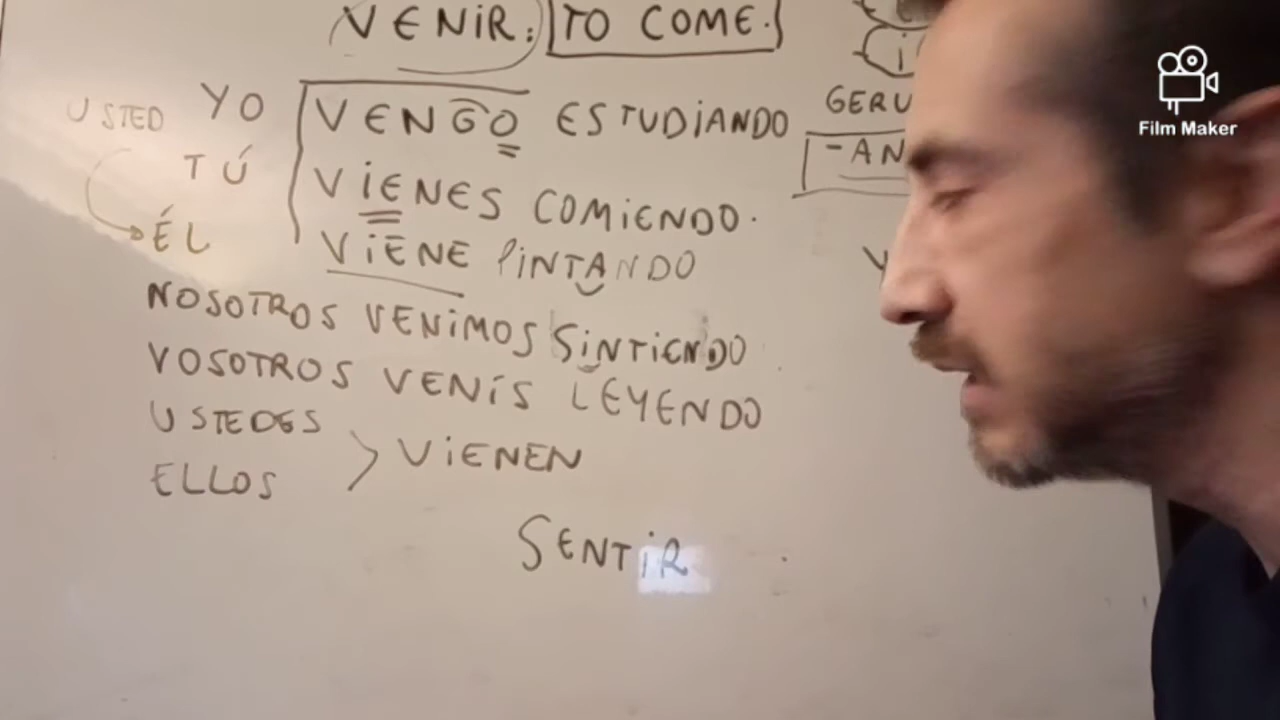 VENIR: TO COME.
i
USTED YO VENGO ESTUDIANDO
TÚ VIENES COMIENDO.
ÉL VIENE PINTANDO
NOSOTROS VENIMOS SINTIENDO
VOSOTROS VENÍS LEYENDO
USTEDES
ELLOS > VIENEN
SENTIR
GERU
-AN
Film Maker